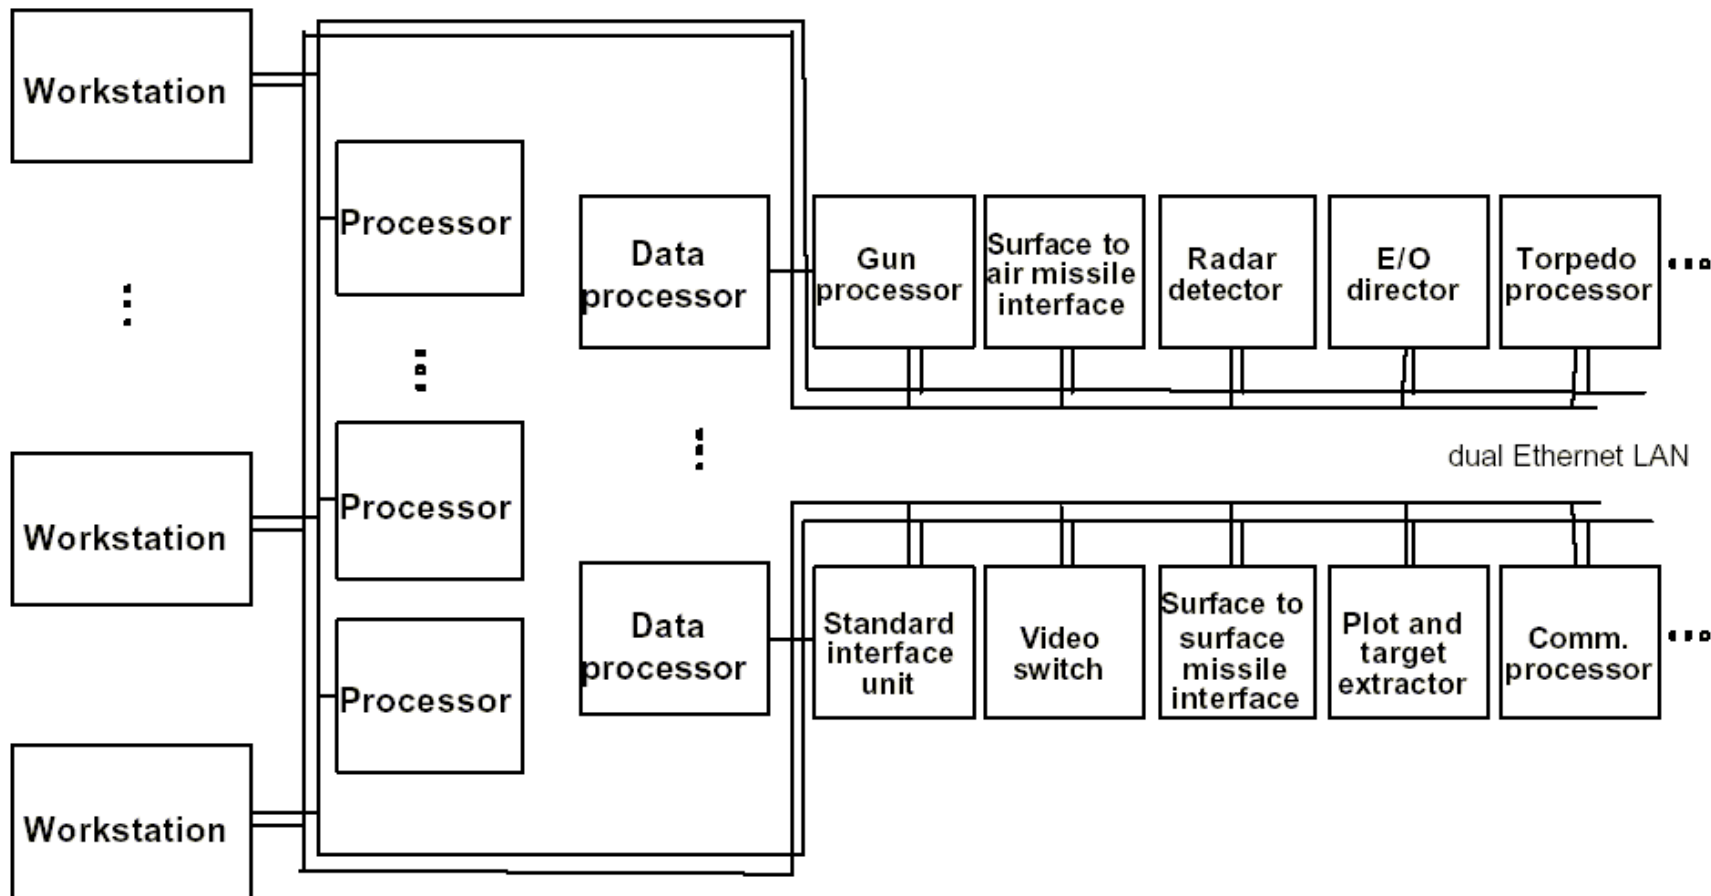 Workstation
Processor
Data
processor
Gun
processor
Surface to
air missile
interface
Radar
detector
E/O
director
Torpedo
processor
dual Ethernet LAN
Workstation
Processor
Processor
Data
processor
Standard
interface
unit
Video
switch
Surface to
surface
missile
interface
Plot and
target
extractor
Comm.
processor
Workstation